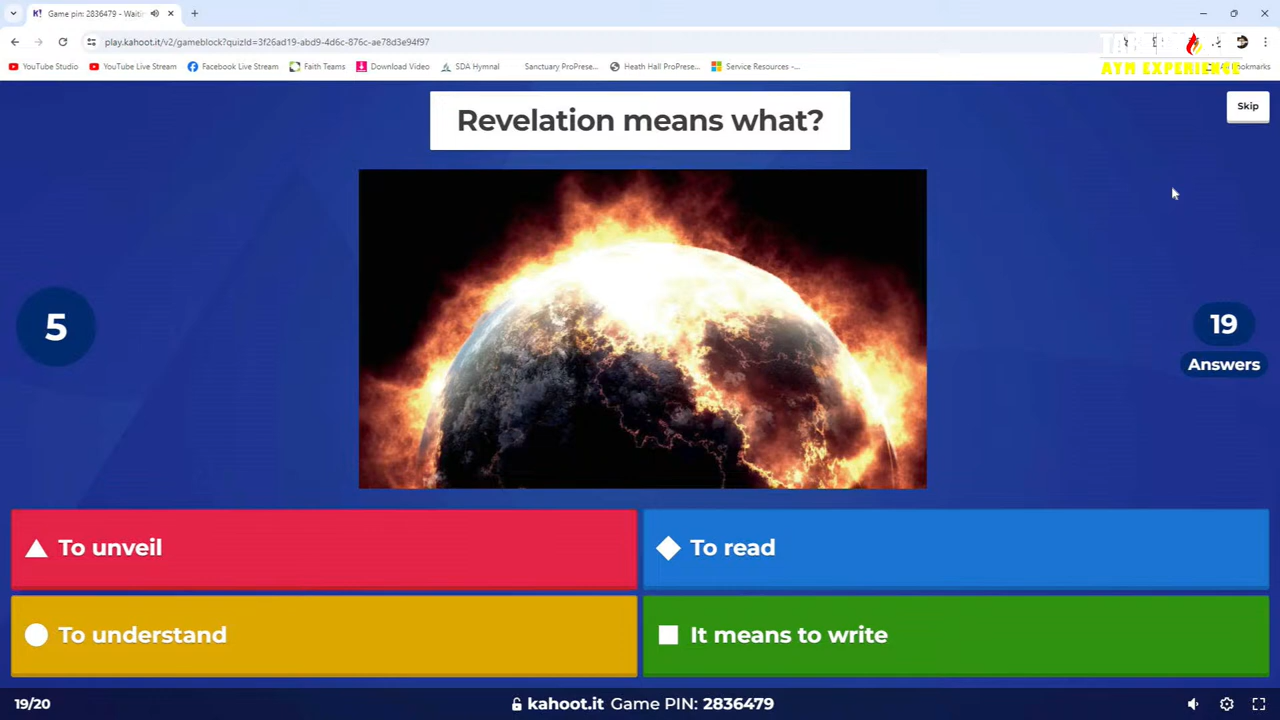 Game pin: 2836479 - Waitin
play.kahoot.it/v2/gameblock?quizId=3f26ad19-abd9-4d6c-876c-ae78d3e94f97
YouTube Studio YouTube Live Stream Facebook Live Stream Faith Teams Download Video SDA Hymnal Sanctuary ProPrese... Heath Hall ProPrese... Service Resources -... All Bookmarks
AYM EXPERIENCE
Revelation means what?
Skip
5
19
Answers
To unveil
To read
To understand
It means to write
19/20
kahoot.it Game PIN: 2836479